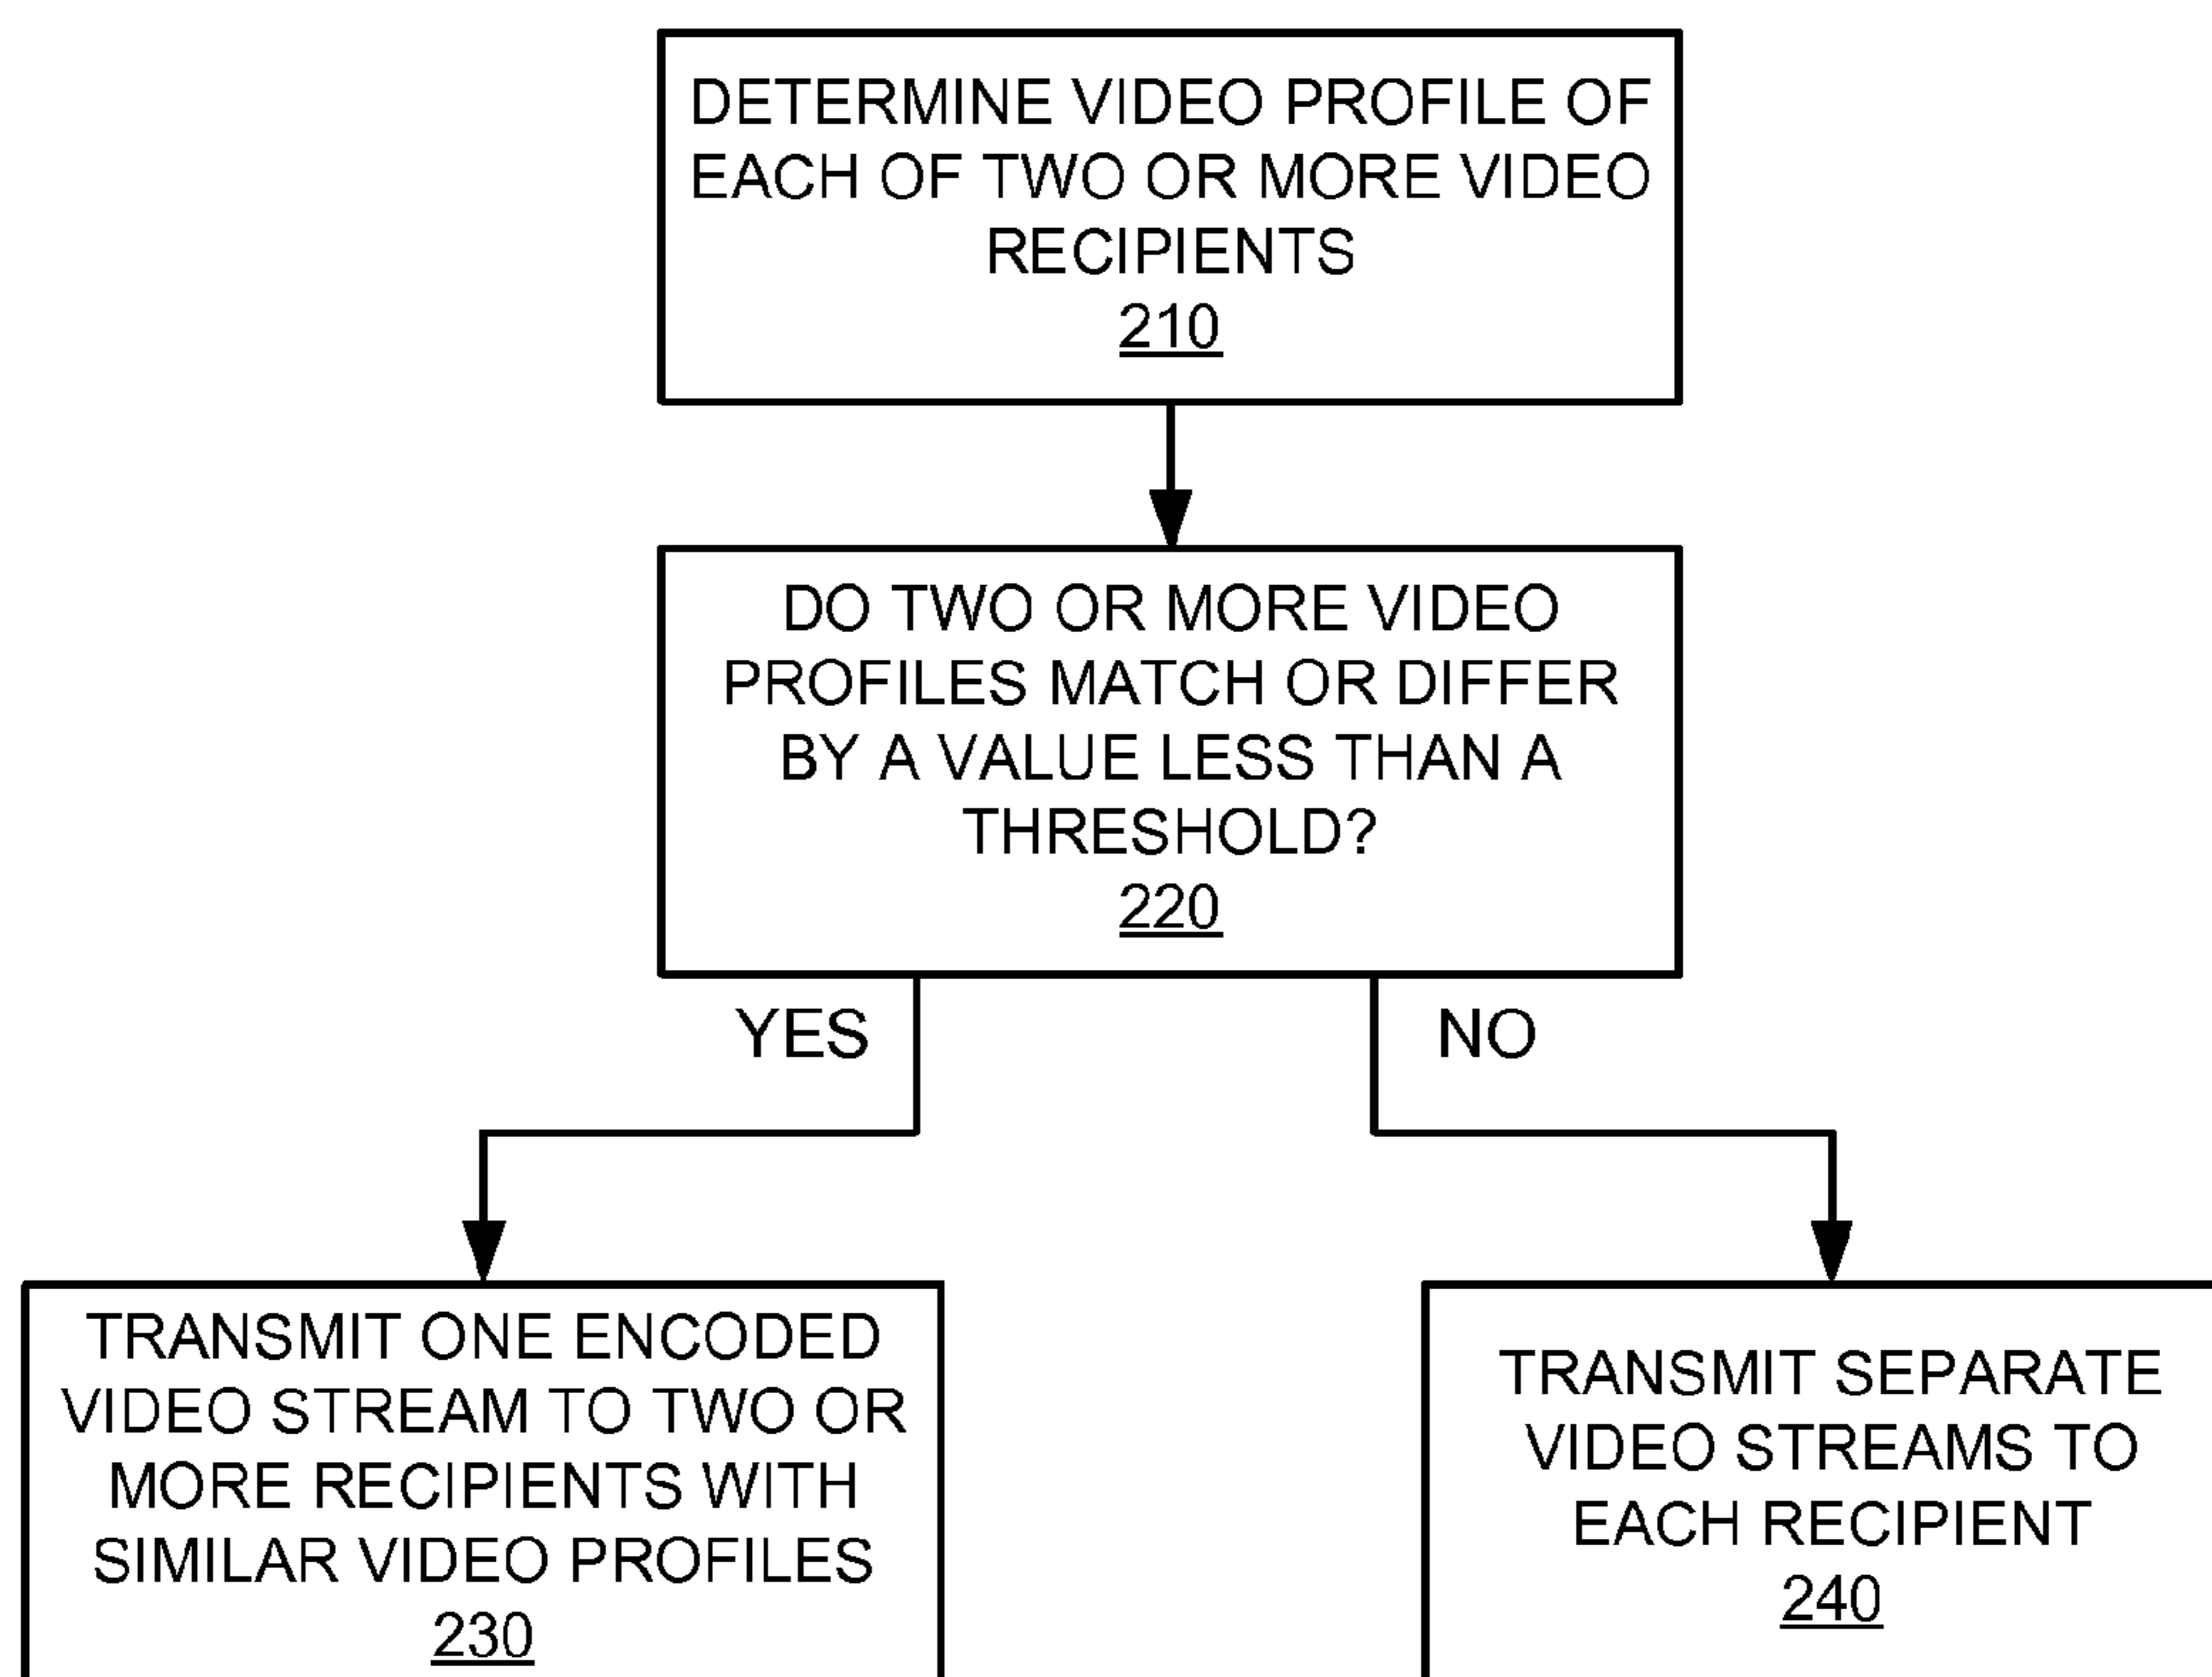 DETERMINE VIDEO PROFILE OF
EACH OF TWO OR MORE VIDEO
RECIPIENTS
210
DO TWO OR MORE VIDEO
PROFILES MATCH OR DIFFER
BY A VALUE LESS THAN A
THRESHOLD?
220
YES
NO
TRANSMIT ONE ENCODED
VIDEO STREAM TO TWO OR
MORE RECIPIENTS WITH
SIMILAR VIDEO PROFILES
230
TRANSMIT SEPARATE
VIDEO STREAMS TO
EACH RECIPIENT
240